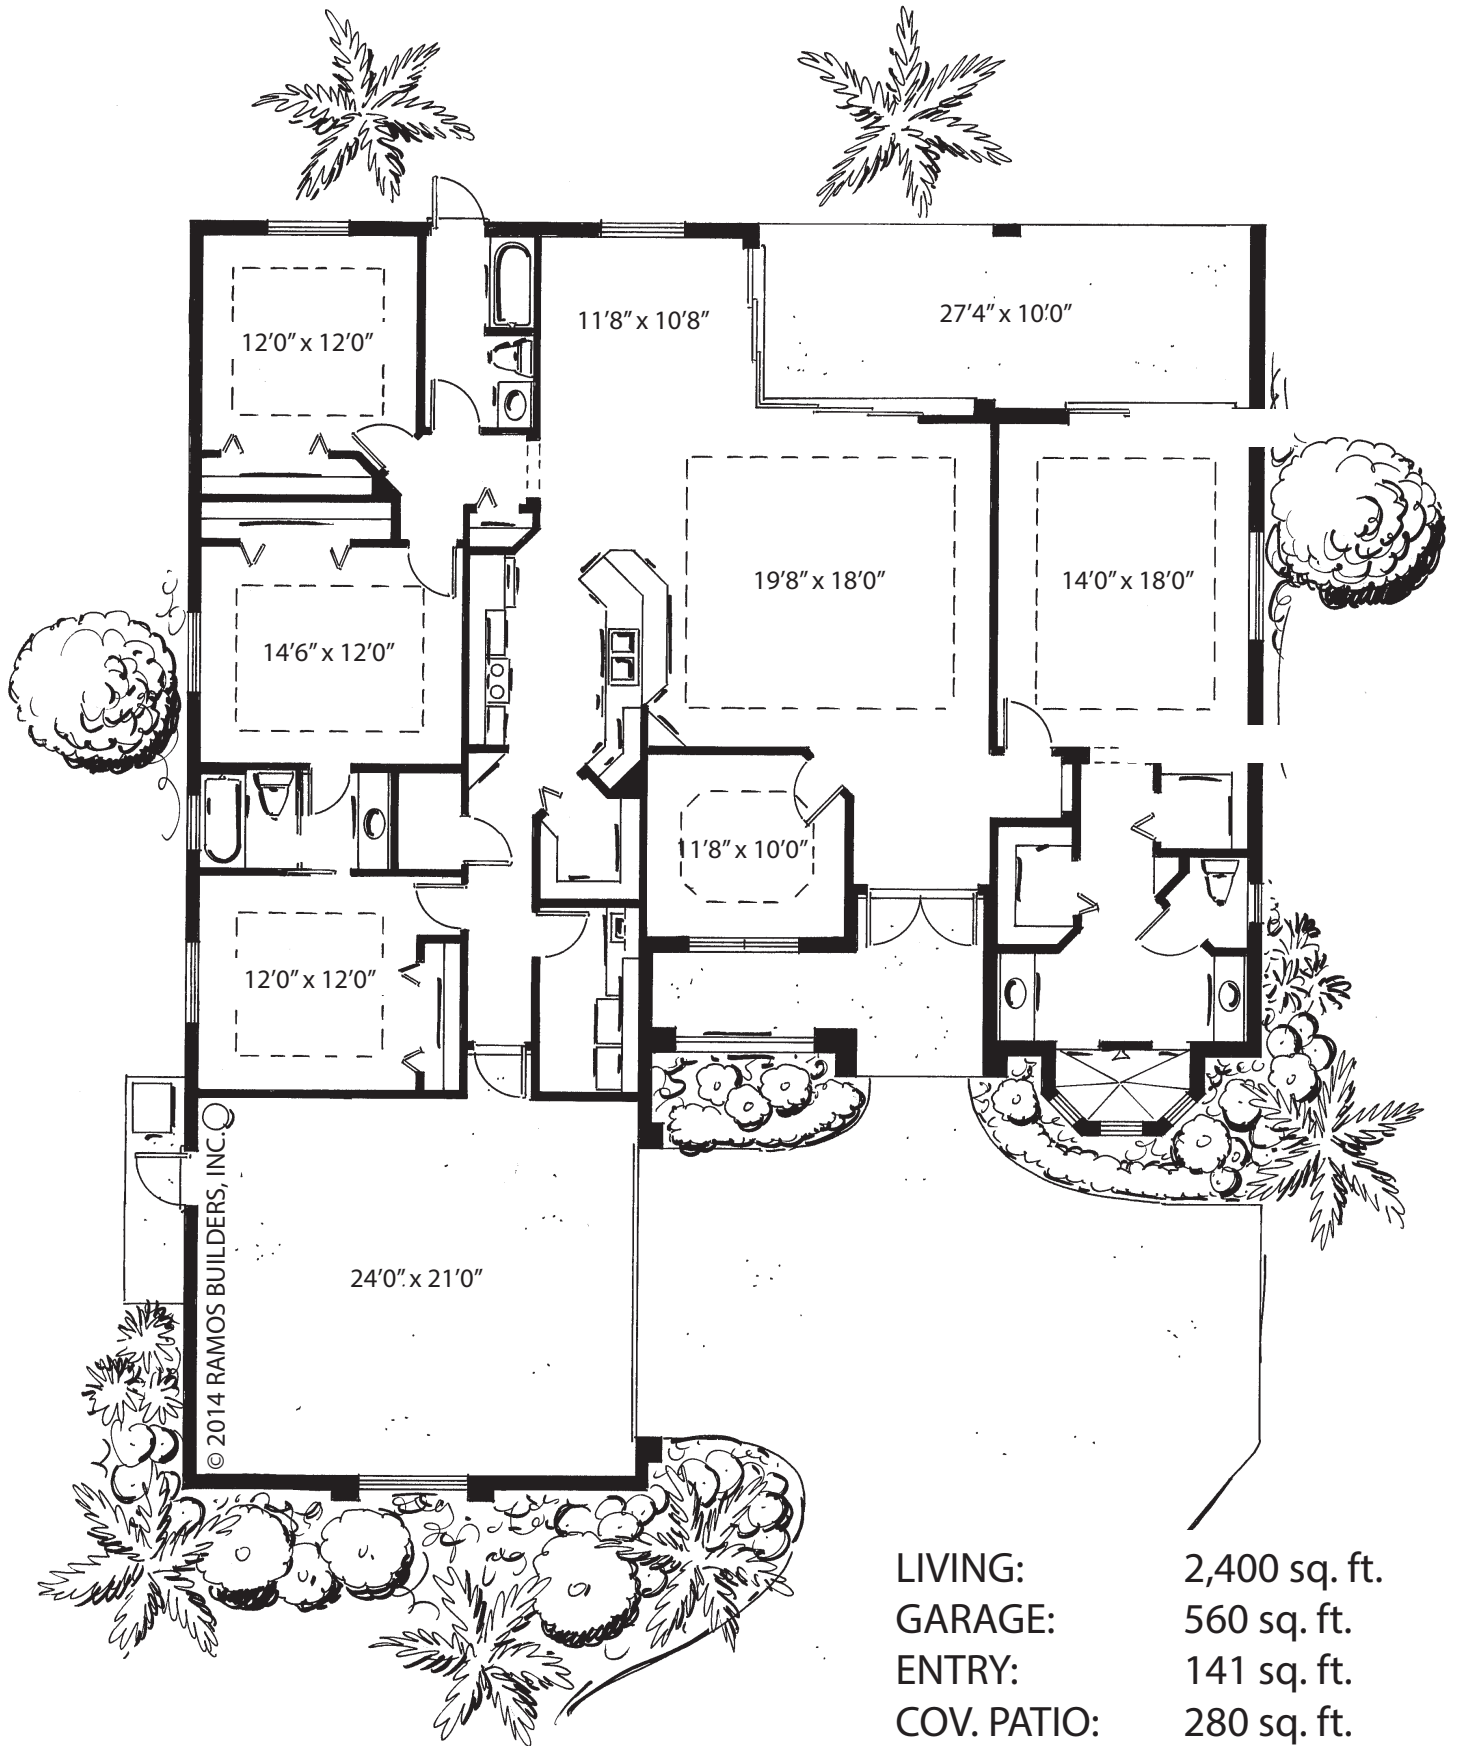 12'0" x 12'0"
11'8" x 10'8"
27'4" x 10'0"
19'8" x 18'0"
14'0" x 18'0"
14'6" x 12'0"
11'8" x 10'0"
12'0" x 12'0"
24'0" x 21'0"
© 2014 RAMOS BUILDERS, INC.
LIVING: 2,400 sq. ft.
GARAGE: 560 sq. ft.
ENTRY: 141 sq. ft.
COV. PATIO: 280 sq. ft.